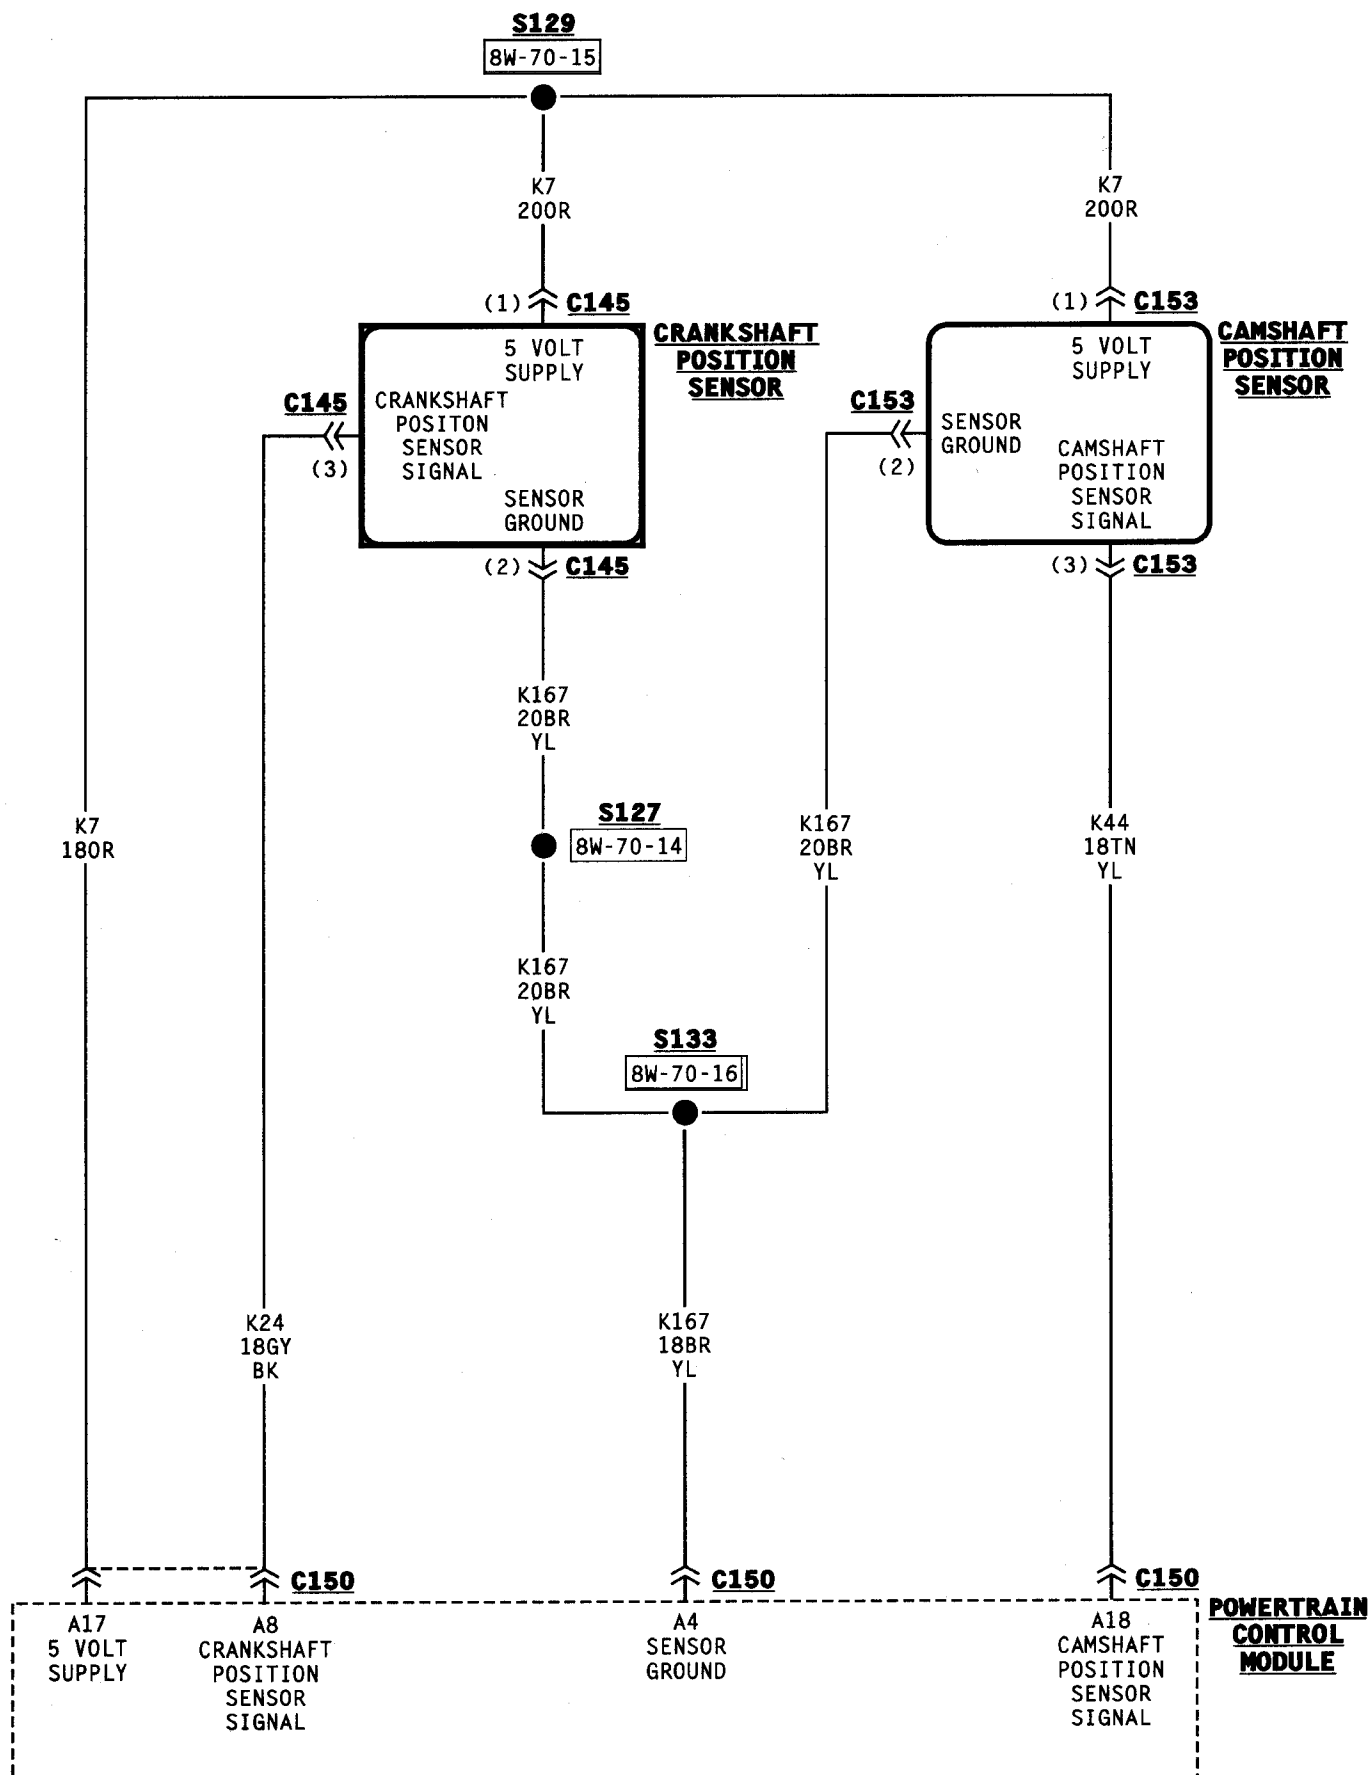 S129
8W-70-15
K7
20OR
K7
20OR
(1) C145
(1) C153
CRANKSHAFT
POSITION
SENSOR
CAMSHAFT
POSITION
SENSOR
5 VOLT
SUPPLY
5 VOLT
SUPPLY
C145
(3)
CRANKSHAFT
POSITON
SENSOR
SIGNAL
SENSOR
GROUND
C153
(2)
SENSOR
GROUND
CAMSHAFT
POSITION
SENSOR
SIGNAL
(2) C145
(3) C153
K167
20BR
YL
S127
8W-70-14
K7
18OR
K167
20BR
YL
K44
18TN
YL
K167
20BR
YL
S133
8W-70-16
K24
18GY
BK
K167
18BR
YL
C150
C150
C150
POWERTRAIN
CONTROL
MODULE
A17
5 VOLT
SUPPLY
A8
CRANKSHAFT
POSITION
SENSOR
SIGNAL
A4
SENSOR
GROUND
A18
CAMSHAFT
POSITION
SENSOR
SIGNAL